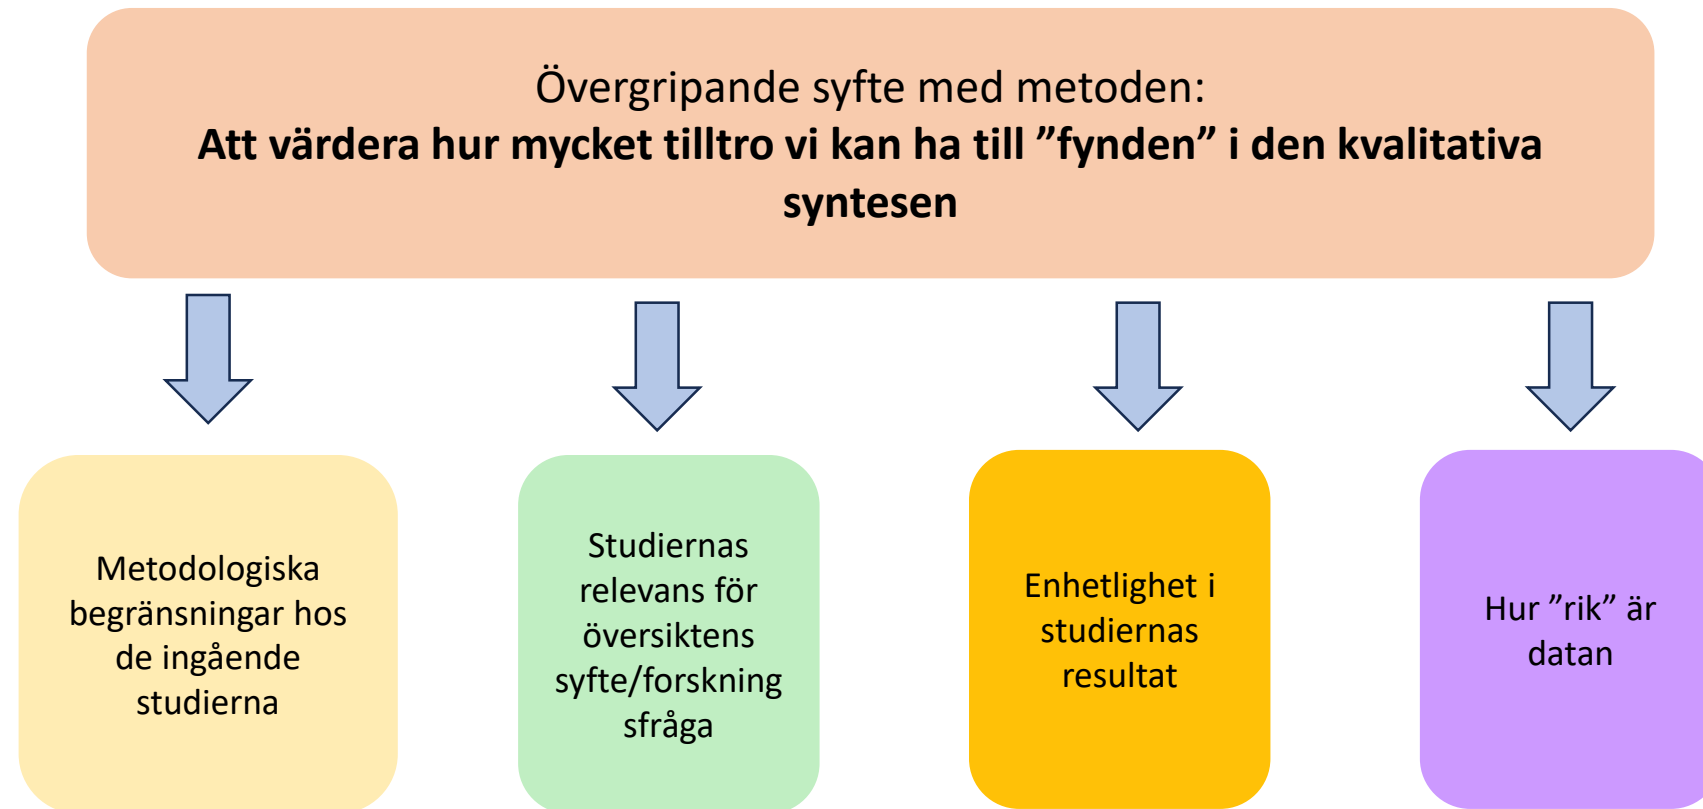 Övergripande syfte med metoden:
Att värdera hur mycket tilltro vi kan ha till ”fynden” i den kvalitativa
syntesen
Metodologiska
begränsningar hos
de ingående
studierna
Studiernas
relevans för
översiktens
syfte/forskning
sfråga
Enhetlighet i
studiernas
resultat
Hur ”rik” är
datan